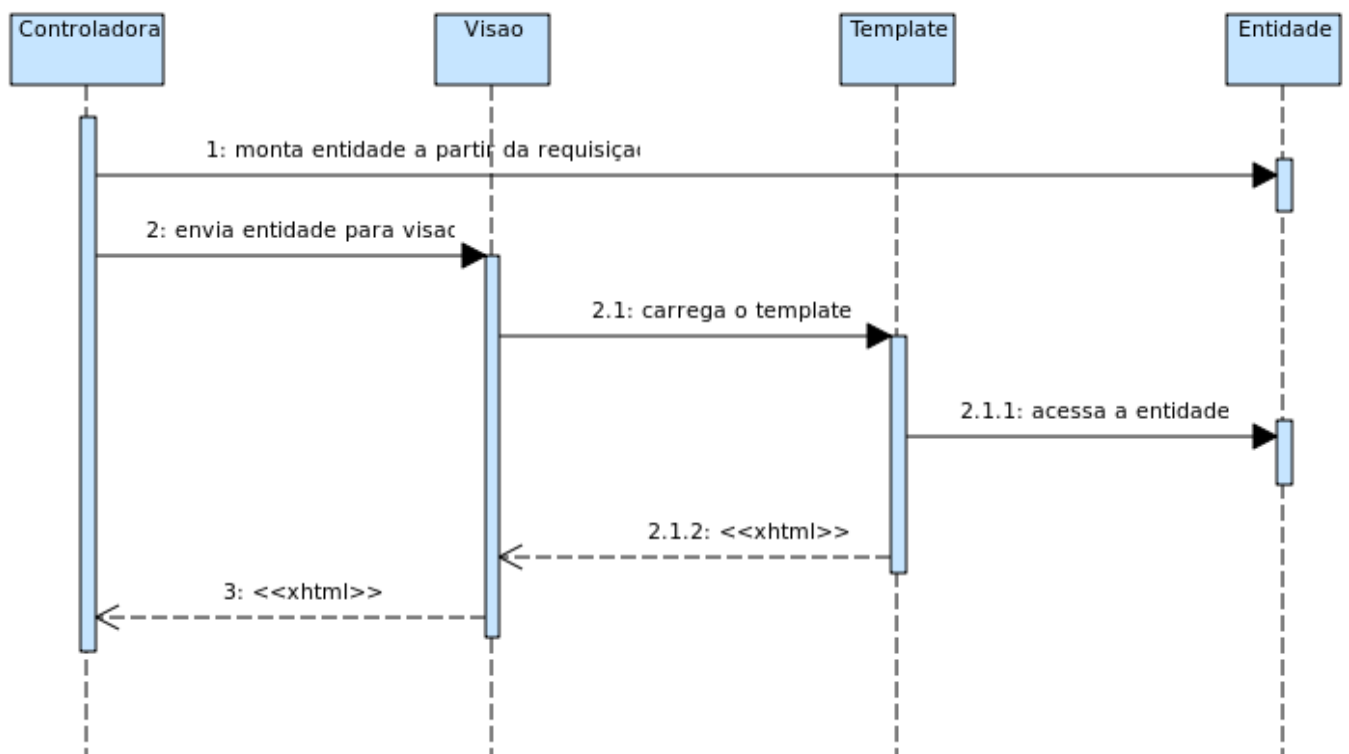 Controladora
Visao
Template
Entidade
1: monta entidade a partir da requisiça
2: envia entidade para visa
2.1: carrega o template
2.1.1: acessa a entidade
2.1.2: <<xhtml>>
3: <<xhtml>>